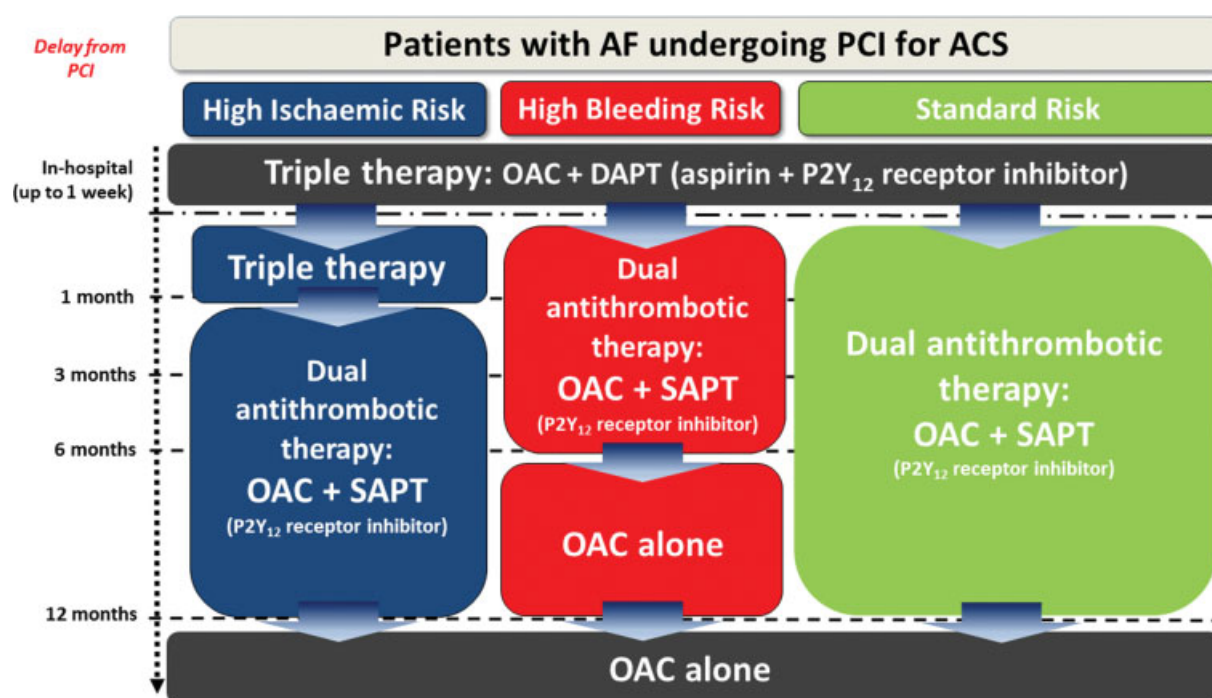 Delay from
PCI
Patients with AF undergoing PCI for ACS
High Ischaemic Risk
High Bleeding Risk
Standard Risk
In-hospital
(up to 1 week)
Triple therapy: OAC + DAPT (aspirin + P2Y₁₂ receptor inhibitor)
Triple therapy
1 month
Dual
antithrombotic
therapy:
OAC + SAPT
(P2Y₁₂ receptor inhibitor)
Dual antithrombotic
therapy:
OAC + SAPT
(P2Y₁₂ receptor inhibitor)
3 months
Dual
antithrombotic
therapy:
OAC + SAPT
(P2Y₁₂ receptor inhibitor)
6 months
OAC alone
12 months
OAC alone